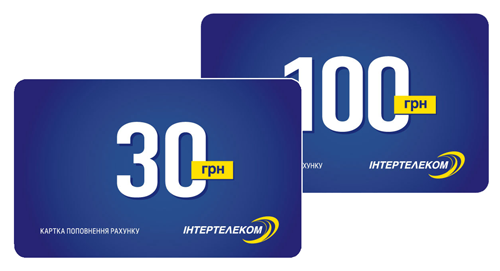 100
грн
РАХУНКУ
ІНТЕРТЕЛЕКОМ
30
грн
КАРТКА ПОПОВНЕННЯ РАХУНКУ
ІНТЕРТЕЛЕКОМ